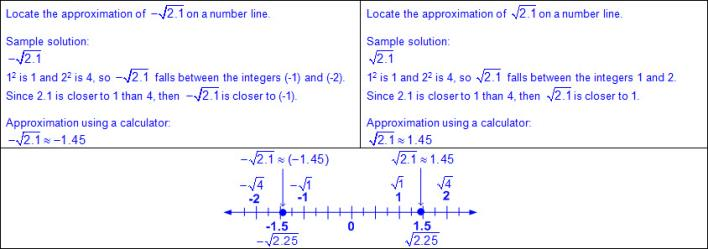 Locate the approximation of −√2.1 on a number line.
Sample solution:
−√2.1
1² is 1 and 2² is 4, so −√2.1 falls between the integers (-1) and (-2).
Since 2.1 is closer to 1 than 4, then −√2.1 is closer to (-1).
Approximation using a calculator:
−√2.1 ≈ −1.45
Locate the approximation of √2.1 on a number line.
Sample solution:
√2.1
1² is 1 and 2² is 4, so √2.1 falls between the integers 1 and 2.
Since 2.1 is closer to 1 than 4, then √2.1 is closer to 1.
Approximation using a calculator:
√2.1 ≈ 1.45
−√2.1 ≈ (−1.45) √2.1 ≈ 1.45
−√4 −√1 √1 √4
-2 -1 1 2
-1.5 0 1.5
−√2.25 √2.25